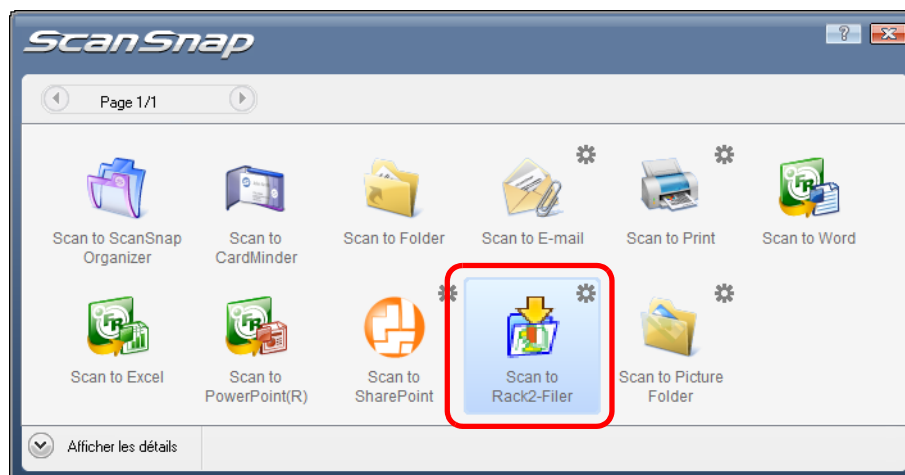 ScanSnap
Page 1/1
Scan to ScanSnap
Organizer
Scan to
CardMinder
Scan to Folder
Scan to E-mail
Scan to Print
Scan to Word
Scan to Excel
Scan to
PowerPoint(R)
Scan to
SharePoint
Scan to
Rack2-Filer
Scan to Picture
Folder
Afficher les détails